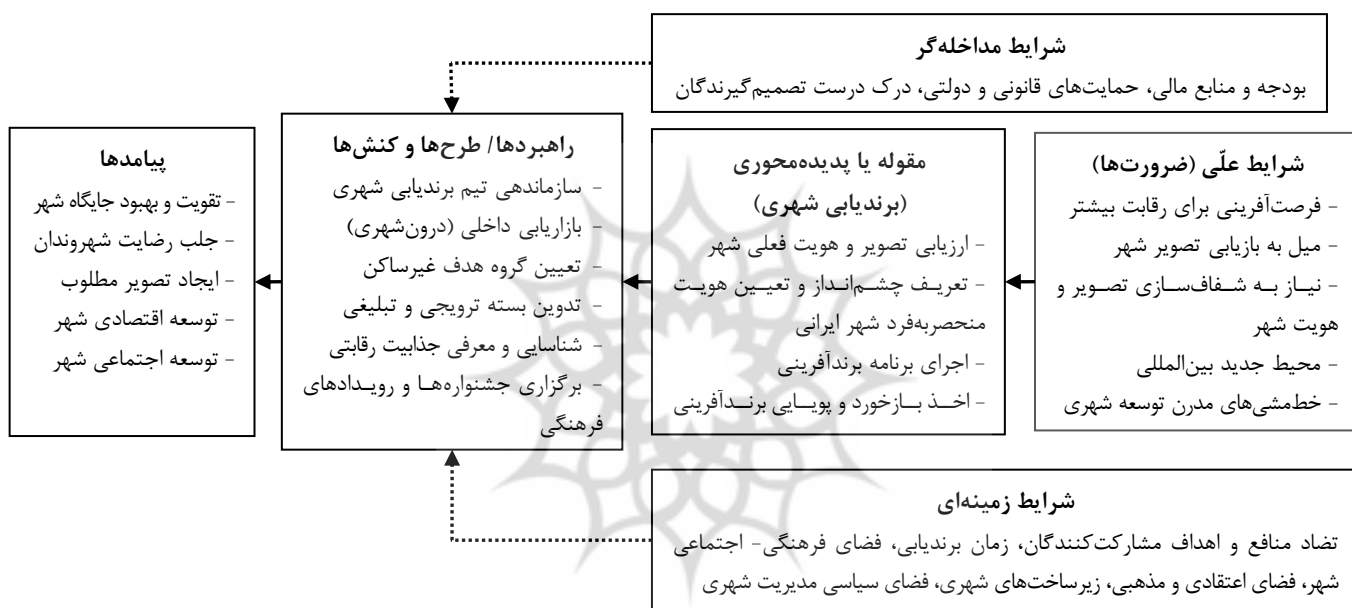 شرایط مداخله‌گر
بودجه و منابع مالی، حمایت‌های قانونی و دولتی، درک درست تصمیم‌گیرندگان
شرایط علّی (ضرورت‌ها)
- فرصت‌آفرینی برای رقابت بیشتر
- میل به بازیابی تصویر شهر
- نیاز به شفاف‌سازی تصویر و
هویت شهر
- محیط جدید بین‌المللی
- خط‌مشی‌های مدرن توسعه شهری
مقوله یا پدیده‌محوری
(برندیابی شهری)
- ارزیابی تصویر و هویت فعلی شهر
- تعریف چشم‌انداز و تعیین هویت
منحصربه‌فرد شهر ایرانی
- اجرای برنامه برندآفرینی
- اخذ بازخورد و پویایی برندآفرینی
راهبردها/ طرح‌ها و کنش‌ها
- سازماندهی تیم برندیابی شهری
- بازاریابی داخلی (درون‌شهری)
- تعیین گروه هدف غیرساکن
- تدوین بسته ترویجی و تبلیغی
- شناسایی و معرفی جذابیت رقابتی
- برگزاری جشنواره‌ها و رویدادهای
فرهنگی
پیامدها
- تقویت و بهبود جایگاه شهر
- جلب رضایت شهروندان
- ایجاد تصویر مطلوب
- توسعه اقتصادی شهر
- توسعه اجتماعی شهر
شرایط زمینه‌ای
تضاد منافع و اهداف مشارکت‌کنندگان، زمان برندیابی، فضای فرهنگی- اجتماعی
شهر، فضای اعتقادی و مذهبی، زیرساخت‌های شهری، فضای سیاسی مدیریت شهری